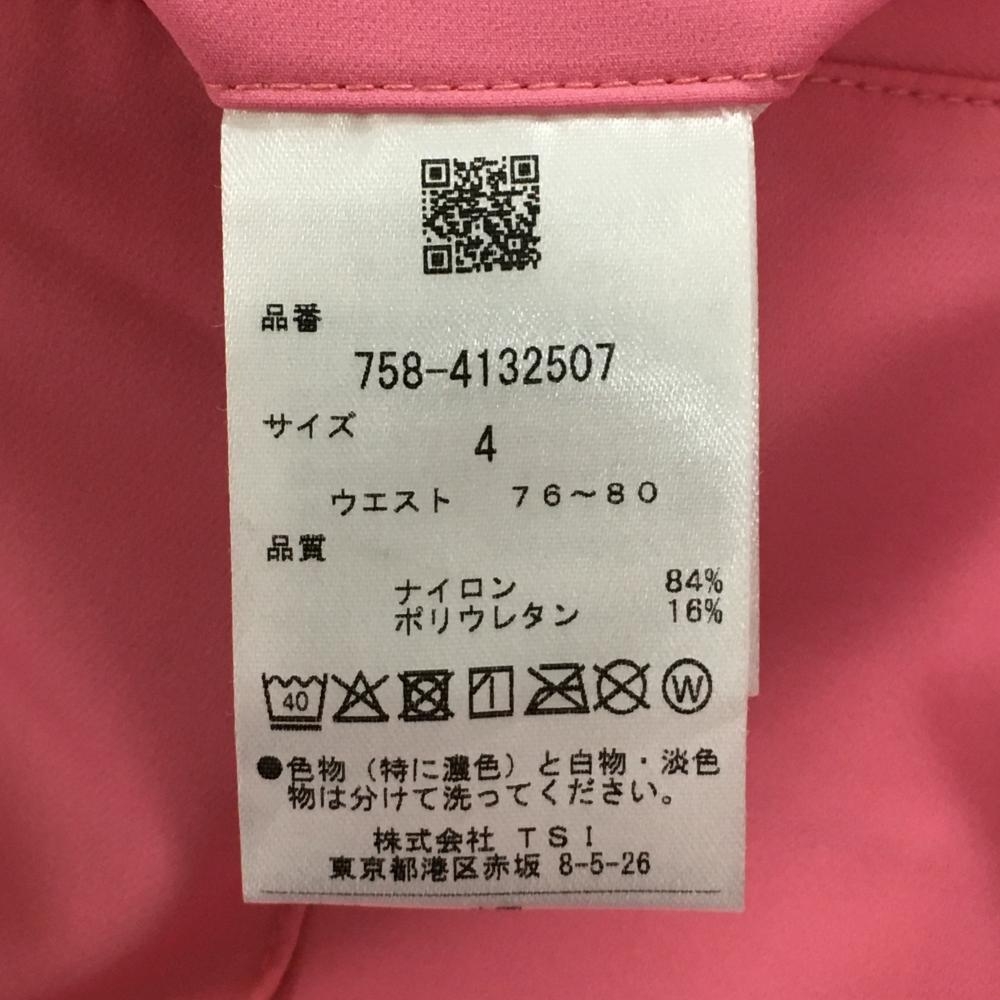 品番
758-4132507
サイズ
4
ウエスト 76~80
品質
ナイロン 84%
ポリウレタン 16%
40 W
●色物(特に濃色)と白物・淡色
物は分けて洗ってください。
株式会社 TSI
東京都港区赤坂 8-5-26